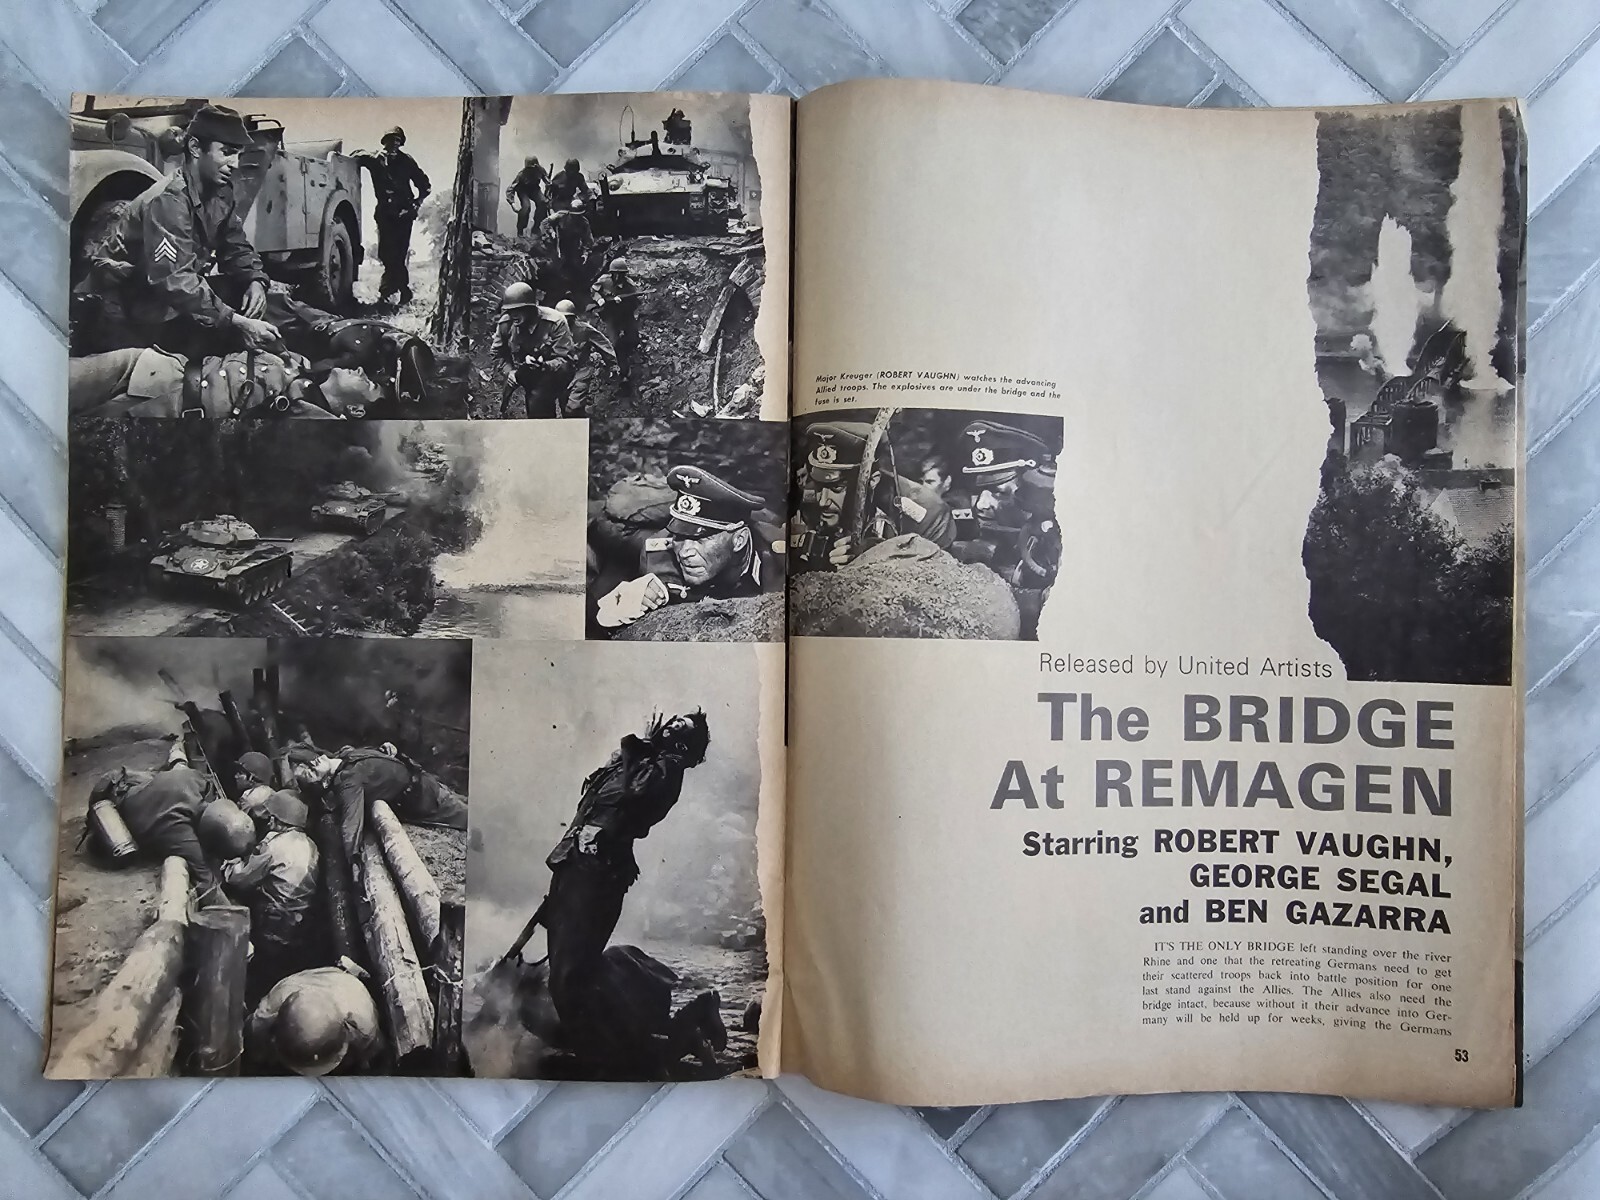 Major Kreuger (ROBERT VAUGHN) watches the advancing
Allied troops. The explosives are under the bridge and the
fuse is set.
Released by United Artists
The BRIDGE
At REMAGEN
Starring ROBERT VAUGHN,
GEORGE SEGAL
and BEN GAZARRA
IT'S THE ONLY BRIDGE left standing over the river
Rhine and one that the retreating Germans need to get
their scattered troops back into battle position for one
last stand against the Allies. The Allies also need the
bridge intact, because without it their advance into Ger-
many will be held up for weeks, giving the Germans
53